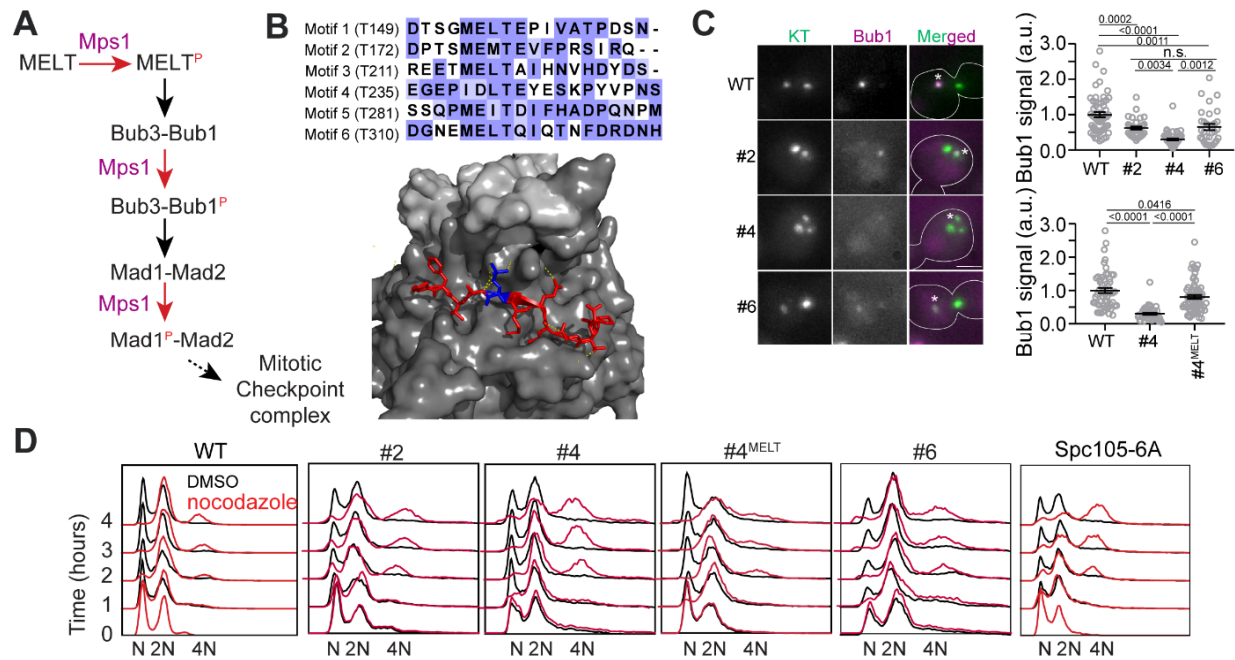 A
Mps1
MELT MELTP
Bub3-Bub1
Mps1
Bub3-Bub1P
Mad1-Mad2
Mps1
Mad1P-Mad2
Mitotic
Checkpoint
complex
B
Motif 1 (T149) DTSGMELTEPIVATPDSN-
Motif 2 (T172) DPTSMEMTEVFPRSIRQ--
Motif 3 (T211) REETMELTAIHNVHDYDS-
Motif 4 (T235) EGEPIDLTEYESKPYVPNS
Motif 5 (T281) SSQPMEITDIFHADPQNPM
Motif 6 (T310) DGNEMELTQIQTNFDRDNH
C
KT Bub1 Merged
WT *
#2 *
#4 *
#6 *
Bub1 signal (a.u.)
3.0
2.0
1.0
0.0
0.0002
<0.0001
0.0011
n.s.
0.0034 0.0012
WT #2 #4 #6
Bub1 signal (a.u.)
3.0
2.0
1.0
0.0
0.0416
<0.0001 <0.0001
WT #4 #4MELT
D
WT #2 #4 #4MELT #6 Spc105-6A
DMSO
nocodazole
Time (hours)
4
3
2
1
0
N 2N 4N N 2N 4N N 2N 4N N 2N 4N N 2N 4N N 2N 4N